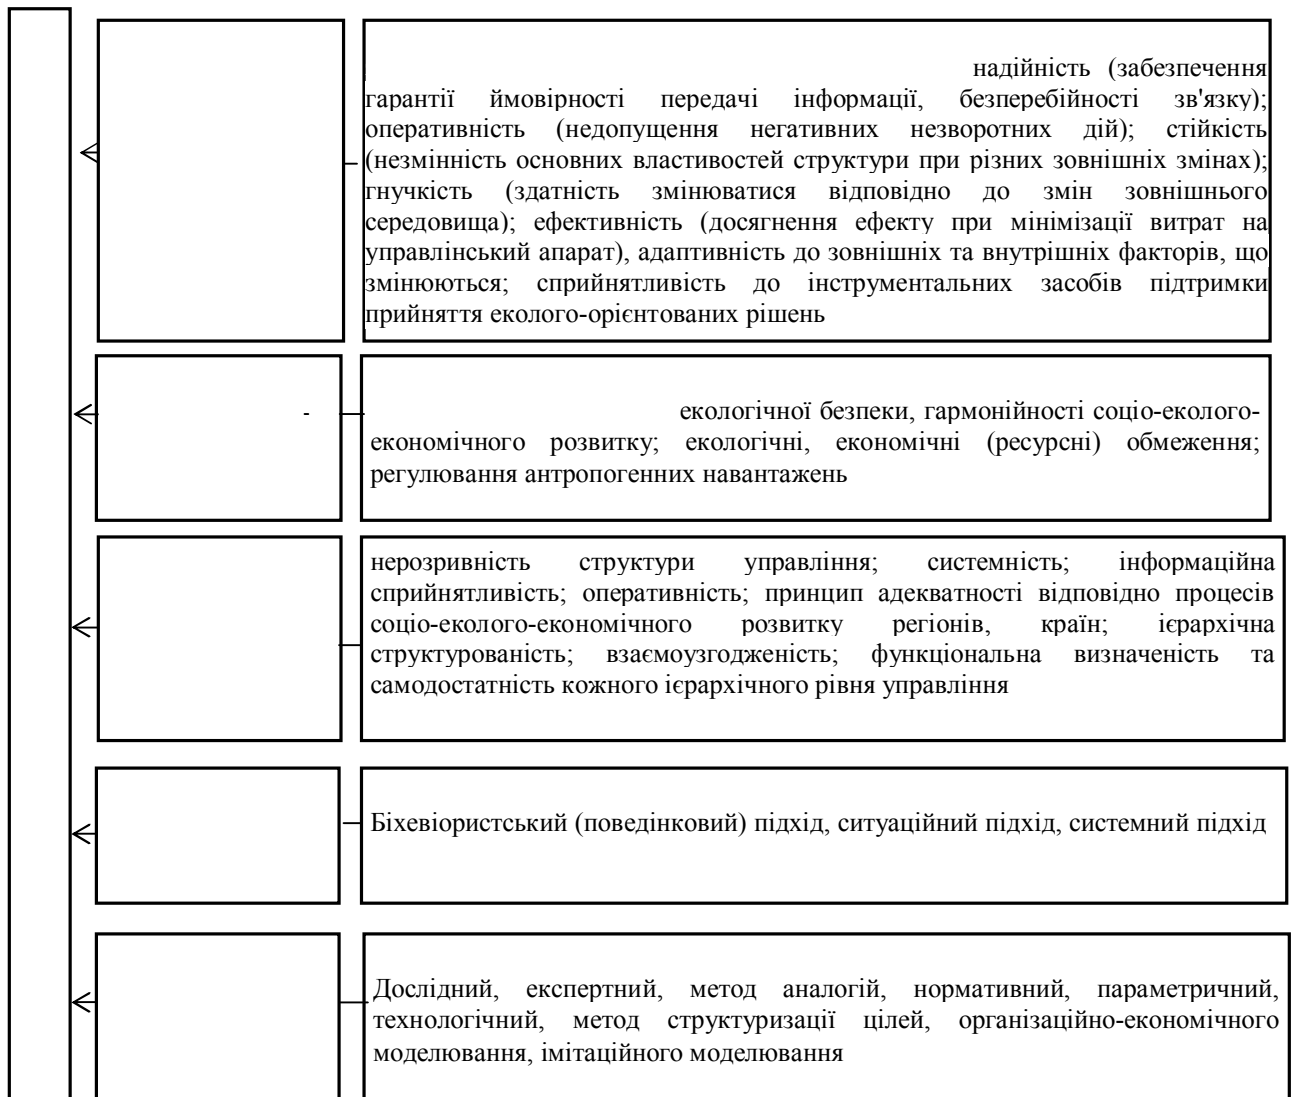 надійність (забезпечення
гарантії ймовірності передачі інформації, безперебійності зв'язку);
оперативність (недопущення негативних незворотних дій); стійкість
(незмінність основних властивостей структури при різних зовнішніх змінах);
гнучкість (здатність змінюватися відповідно до змін зовнішнього
середовища); ефективність (досягнення ефекту при мінімізації витрат на
управлінський апарат), адаптивність до зовнішніх та внутрішніх факторів, що
змінюються; сприйнятливість до інструментальних засобів підтримки
прийняття еколого-орієнтованих рішень
-
екологічної безпеки, гармонійності соціо-еколого-
економічного розвитку; екологічні, економічні (ресурсні) обмеження;
регулювання антропогенних навантажень
нерозривність структури управління; системність; інформаційна
сприйнятливість; оперативність; принцип адекватності відповідно процесів
соціо-еколого-економічного розвитку регіонів, країн; ієрархічна
структурованість; взаємоузгодженість; функціональна визначеність та
самодостатність кожного ієрархічного рівня управління
Біхевіористський (поведінковий) підхід, ситуаційний підхід, системний підхід
Дослідний, експертний, метод аналогій, нормативний, параметричний,
технологічний, метод структуризації цілей, організаційно-економічного
моделювання, імітаційного моделювання